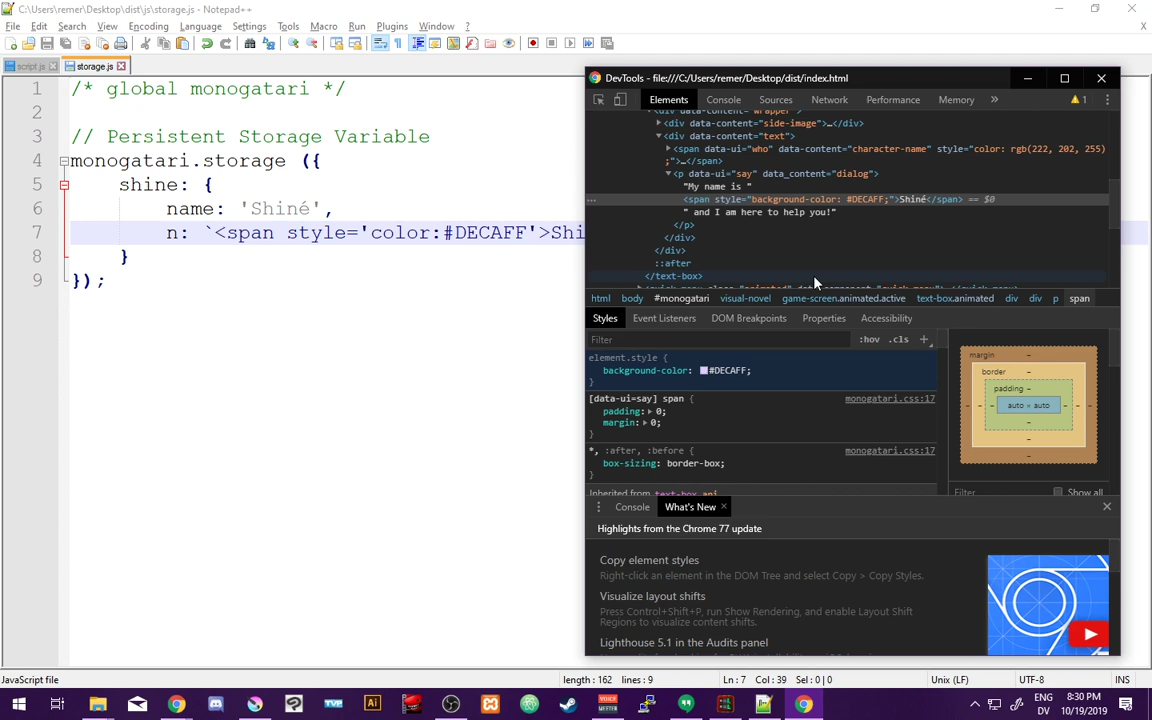 C:\Users\remer\Desktop\dist\js\storage.js - Notepad++
File Edit Search View Encoding Language Settings Tools Macro Run Plugins Window ? X
script.js storage.js
1 /* global monogatari */
2
3 // Persistent Storage Variable
4 monogatari.storage ({
5 shine: {
6 name: 'Shiné',
7 n: `<span style='color:#DECAFF'>Shi
8 }
9 });
DevTools - file:///C:/Users/remer/Desktop/dist/index.html
Elements Console Sources Network Performance Memory » 1
<div data-content="wrapper">
<div data-content="side-image">…</div>
<div data-content="text">
<span data-ui="who" data-content="character-name" style="color: rgb(222, 202, 255)
;">…</span>
<p data-ui="say" data_content="dialog">
"My name is "
<span style="background-color: #DECAFF;">Shiné</span> == $0
" and I am here to help you!"
</p>
</div>
</div>
::after
</text-box>
html body #monogatari visual-novel game-screen.animated.active text-box.animated div div p span
Styles Event Listeners DOM Breakpoints Properties Accessibility
Filter :hov .cls +
element.style {
background-color: #DECAFF;
}
[data-ui=say] span { monogatari.css:17
padding: 0;
margin: 0;
}
*, :after, :before { monogatari.css:17
box-sizing: border-box;
}
Inherited from text-box.ani
margin –
border –
padding –
auto × auto
Filter Show all
Console What's New ×
Highlights from the Chrome 77 update
Copy element styles
Right-click an element in the DOM Tree and select Copy > Copy Styles.
Visualize layout shifts
Press Control+Shift+P, run Show Rendering, and enable Layout Shift
Regions to visualize content shifts.
Lighthouse 5.1 in the Audits panel
JavaScript file length : 162 lines : 9 Ln : 7 Col : 39 Sel : 0 | 0 Unix (LF) UTF-8 INS
ENG 8:30 PM
DV 10/19/2019